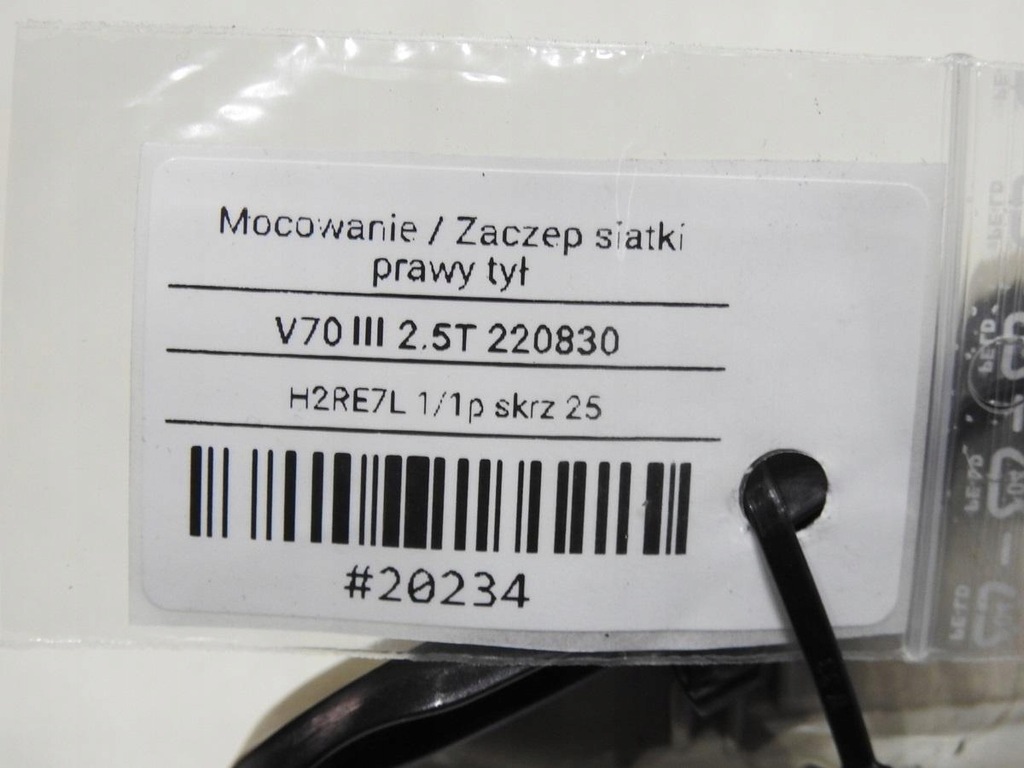 Mocowanie / Zaczep siatki
prawy tył
V70 III 2.5T 220830
H2RE7L 1/1p skrz 25
#20234